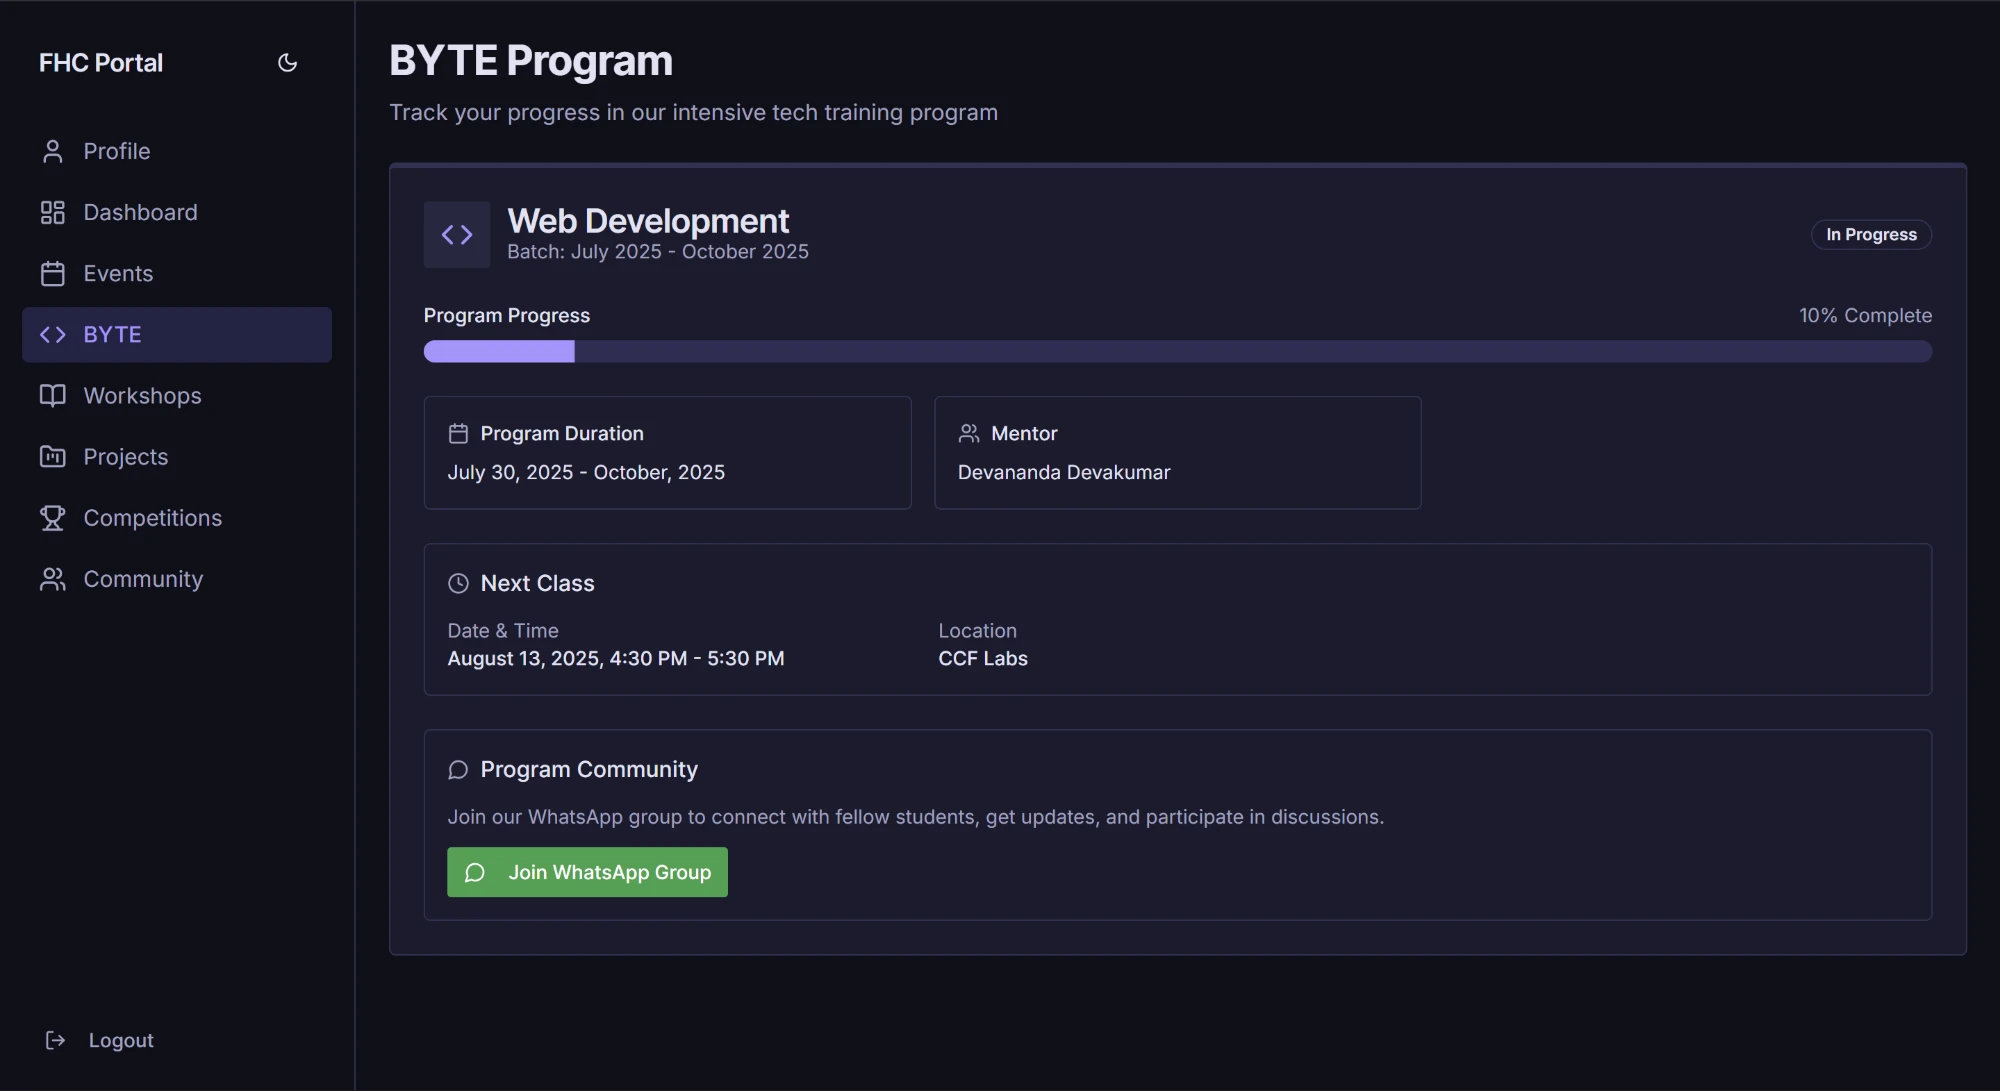 FHC Portal
Profile
Dashboard
Events
BYTE
Workshops
Projects
Competitions
Community
Logout
BYTE Program
Track your progress in our intensive tech training program
Web Development
Batch: July 2025 - October 2025
In Progress
Program Progress
10% Complete
Program Duration
July 30, 2025 - October, 2025
Mentor
Devananda Devakumar
Next Class
Date & Time
August 13, 2025, 4:30 PM - 5:30 PM
Location
CCF Labs
Program Community
Join our WhatsApp group to connect with fellow students, get updates, and participate in discussions.
Join WhatsApp Group